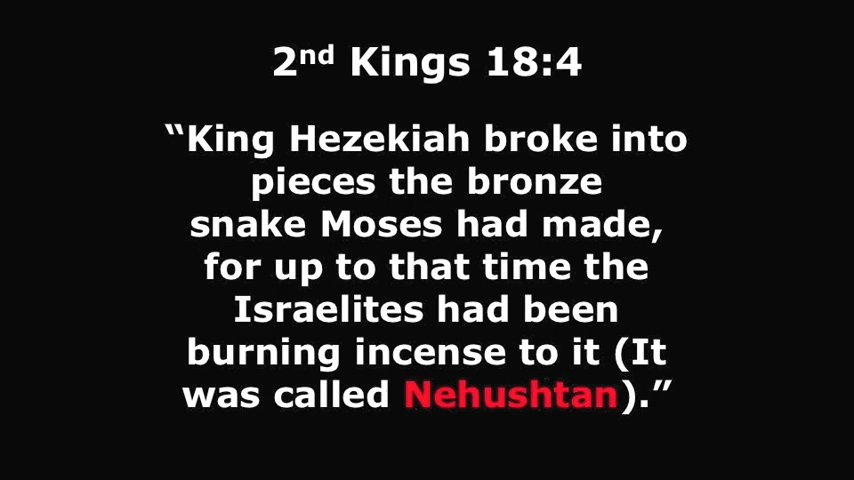 2nd Kings 18:4
“King Hezekiah broke into
pieces the bronze
snake Moses had made,
for up to that time the
Israelites had been
burning incense to it (It
was called Nehushtan).”